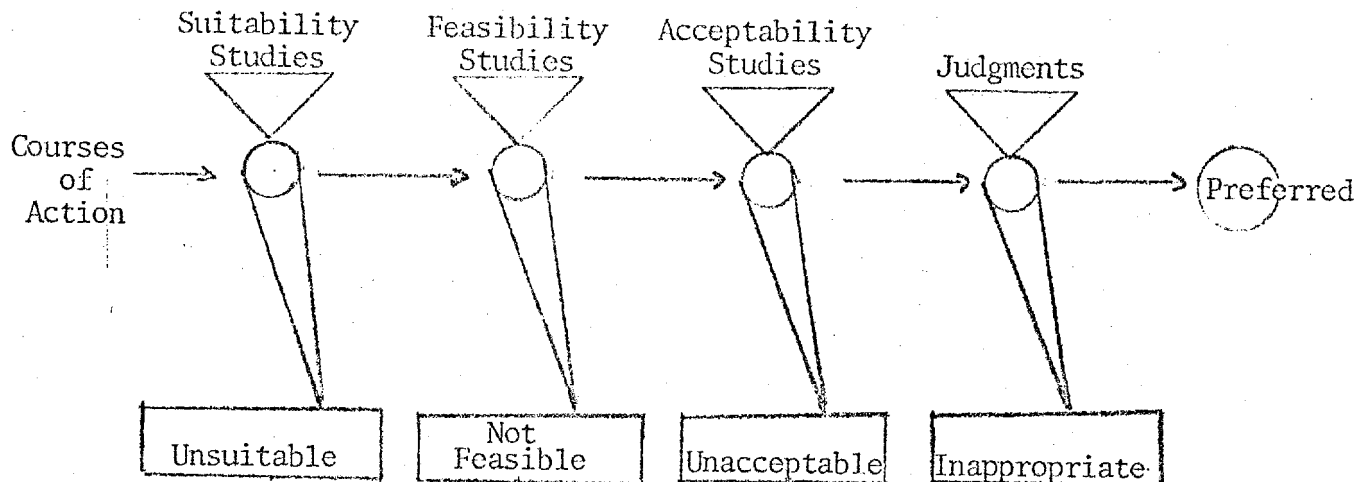 Suitability
Studies
Feasibility
Studies
Acceptability
Studies
Judgments
Courses
of
Action
Preferred
Unsuitable
Not
Feasible
Unacceptable
Inappropriate